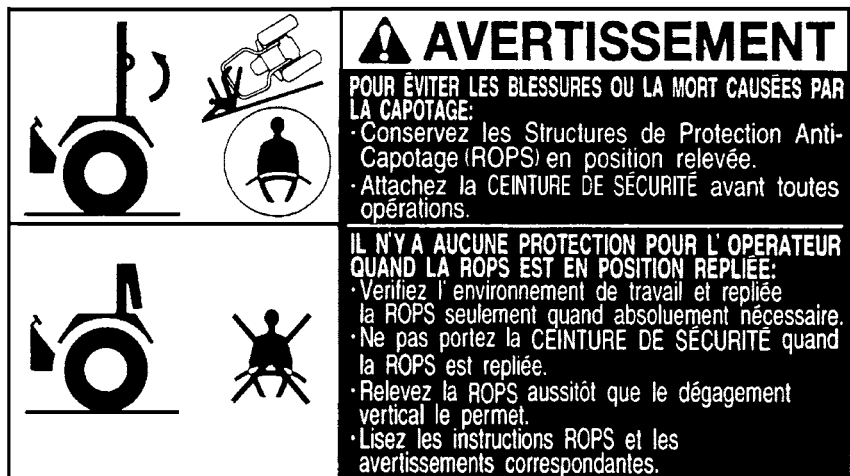 AVERTISSEMENT
POUR ÉVITER LES BLESSURES OU LA MORT CAUSÉES PAR
LA CAPOTAGE:
·Conservez les Structures de Protection Anti-
Capotage (ROPS) en position relevée.
·Attachez la CEINTURE DE SÉCURITÉ avant toutes
opérations.
IL N'Y A AUCUNE PROTECTION POUR L'OPERATEUR
QUAND LA ROPS EST EN POSITION REPLIÉE:
·Verifiez l'environnement de travail et repliée
la ROPS seulement quand absoluement nécessaire.
·Ne pas portez la CEINTURE DE SÉCURITÉ quand
la ROPS est repliée.
·Relevez la ROPS aussitôt que le dégagement
vertical le permet.
·Lisez les instructions ROPS et les
avertissements correspondantes.